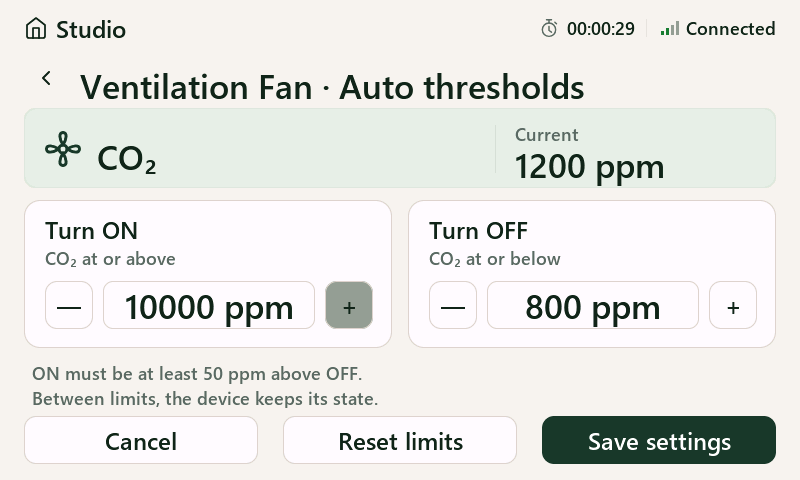 Studio
00:00:29
Connected
Ventilation Fan · Auto thresholds
CO₂
Current
1200 ppm
Turn ON
CO₂ at or above
— 10000 ppm +
Turn OFF
CO₂ at or below
— 800 ppm +
ON must be at least 50 ppm above OFF.
Between limits, the device keeps its state.
Cancel
Reset limits
Save settings